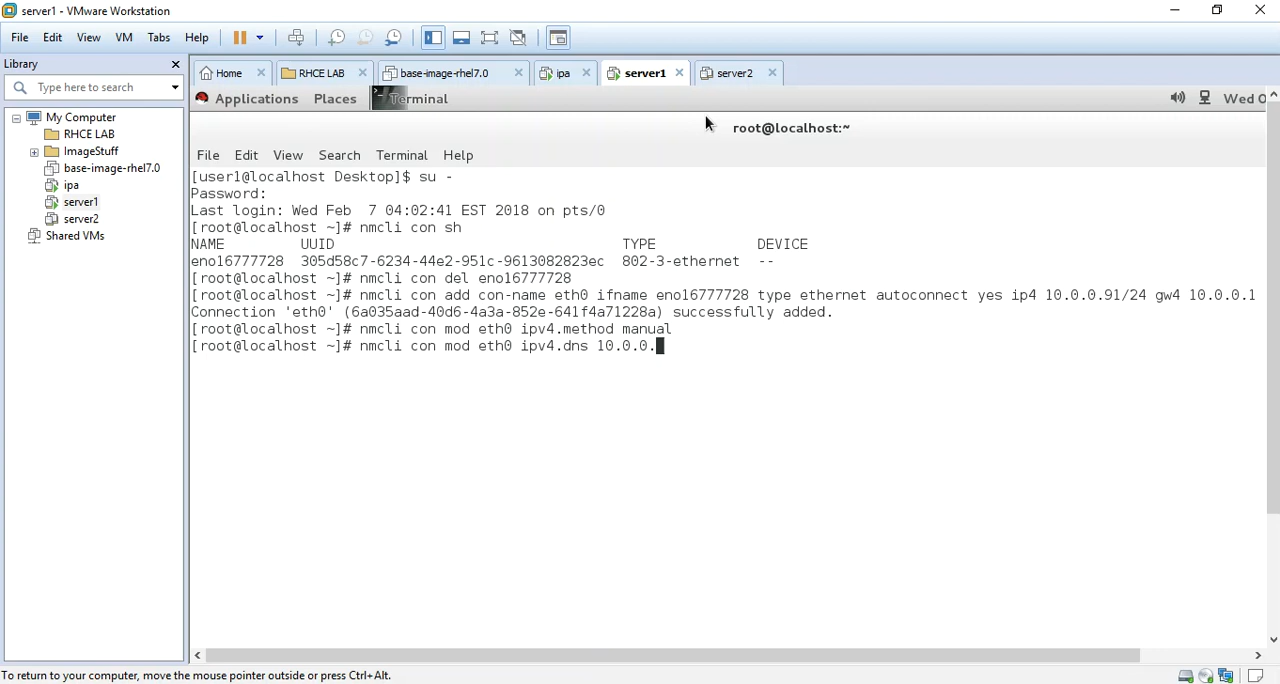 server1 - VMware Workstation
File Edit View VM Tabs Help
Library
Type here to search
My Computer
RHCE LAB
ImageStuff
base-image-rhel7.0
ipa
server1
server2
Shared VMs
Home RHCE LAB base-image-rhel7.0 ipa server1 server2
Applications Places Terminal Wed O
root@localhost:~
File Edit View Search Terminal Help
[user1@localhost Desktop]$ su -
Password:
Last login: Wed Feb  7 04:02:41 EST 2018 on pts/0
[root@localhost ~]# nmcli con sh
NAME UUID TYPE DEVICE
eno16777728 305d58c7-6234-44e2-951c-9613082823ec 802-3-ethernet --
[root@localhost ~]# nmcli con del eno16777728
[root@localhost ~]# nmcli con add con-name eth0 ifname eno16777728 type ethernet autoconnect yes ip4 10.0.0.91/24 gw4 10.0.0.1
Connection 'eth0' (6a035aad-40d6-4a3a-852e-641f4a71228a) successfully added.
[root@localhost ~]# nmcli con mod eth0 ipv4.method manual
[root@localhost ~]# nmcli con mod eth0 ipv4.dns 10.0.0.
To return to your computer, move the mouse pointer outside or press Ctrl+Alt.